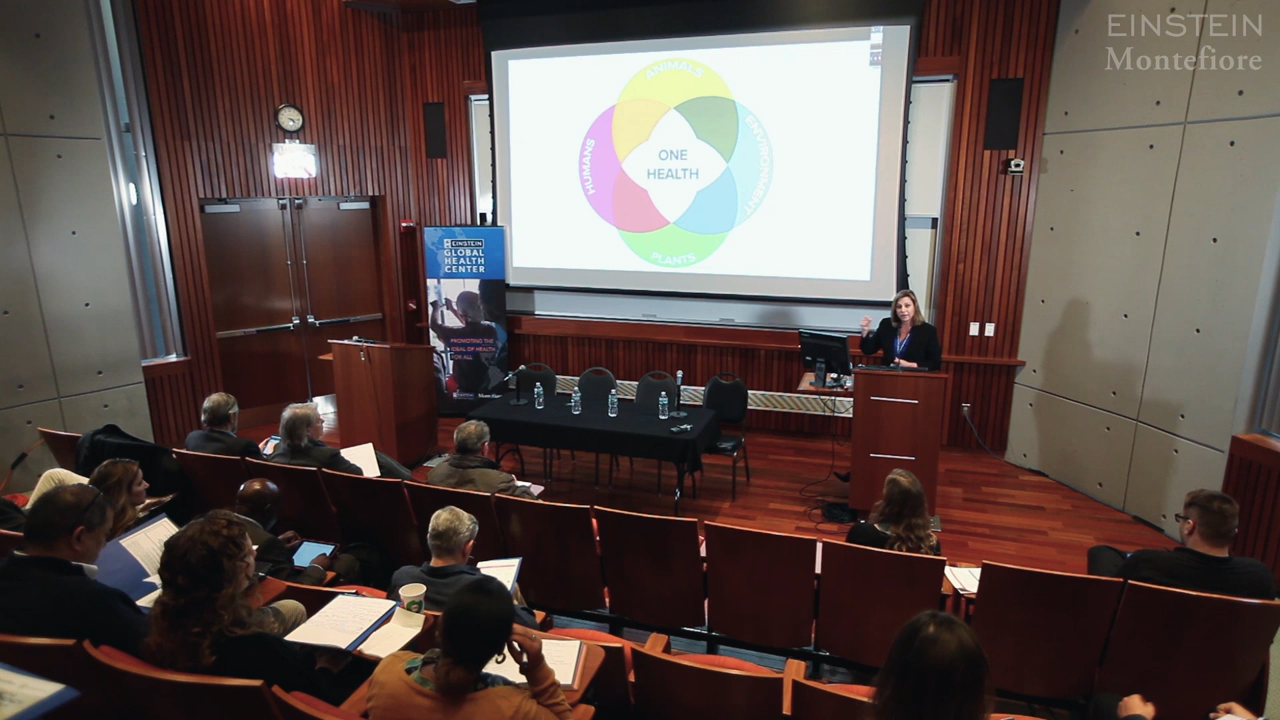 EINSTEIN
Montefiore
ANIMALS
HUMANS
ONE
HEALTH
ENVIRONMENT
PLANTS
EINSTEIN
GLOBAL
HEALTH
CENTER
PROMOTING THE
IDEAL OF HEALTH
FOR ALL